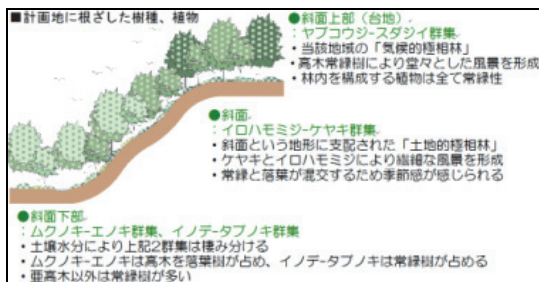 ■計画地に根ざした樹種、植物
●斜面上部（台地）
：ヤブコウジ−スダジイ群集
・当該地域の「気候的極相林」
・高木常緑樹により堂々とした風景を形成
・林内を構成する植物は全て常緑性
●斜面
：イロハモミジ−ケヤキ群集
・斜面という地形に支配された「土地的極相林」
・ケヤキとイロハモミジにより繊細な風景を形成
・常緑と落葉が混交するため季節感が感じられる
●斜面下部
：ムクノキ−エノキ群集、イノデ−タブノキ群集
・土壌水分により上記2群集は棲み分ける
・ムクノキ−エノキは高木を落葉樹が占め、イノデ−タブノキは常緑樹が占める
・亜高木以外は常緑樹が多い